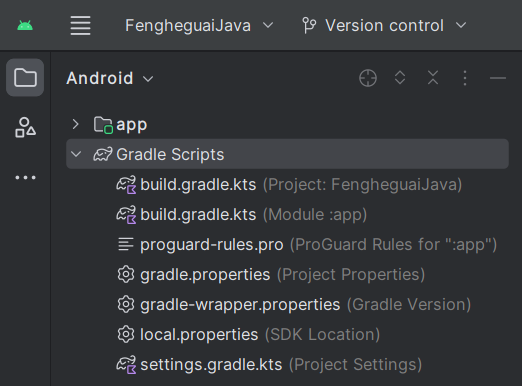 FengheguaiJava Version control
Android
app
Gradle Scripts
build.gradle.kts (Project: FengheguaiJava)
build.gradle.kts (Module :app)
proguard-rules.pro (ProGuard Rules for ":app")
gradle.properties (Project Properties)
gradle-wrapper.properties (Gradle Version)
local.properties (SDK Location)
settings.gradle.kts (Project Settings)